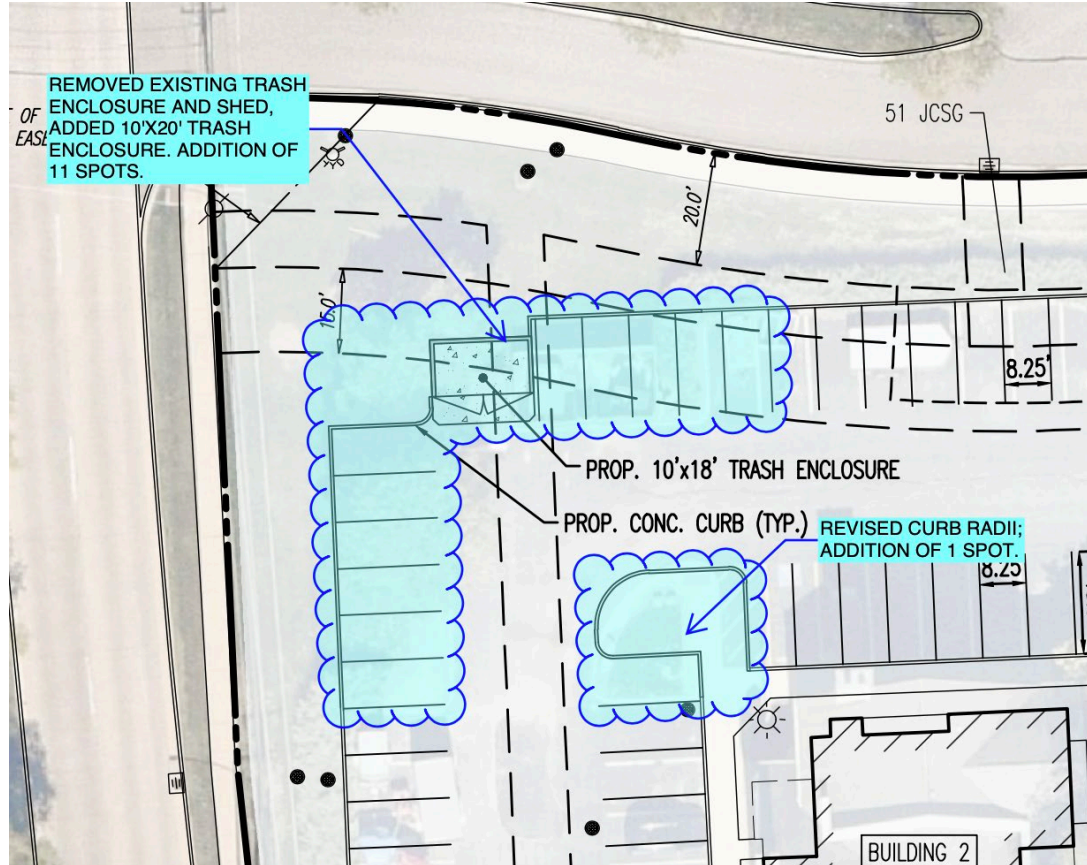 REMOVED EXISTING TRASH
ENCLOSURE AND SHED,
ADDED 10'X20' TRASH
ENCLOSURE. ADDITION OF
11 SPOTS.
OF
EASE
51 JCSG
20.0'
15.0'
8.25'
PROP. 10'x18' TRASH ENCLOSURE
PROP. CONC. CURB (TYP.)
REVISED CURB RADII;
ADDITION OF 1 SPOT.
8.25'
BUILDING 2